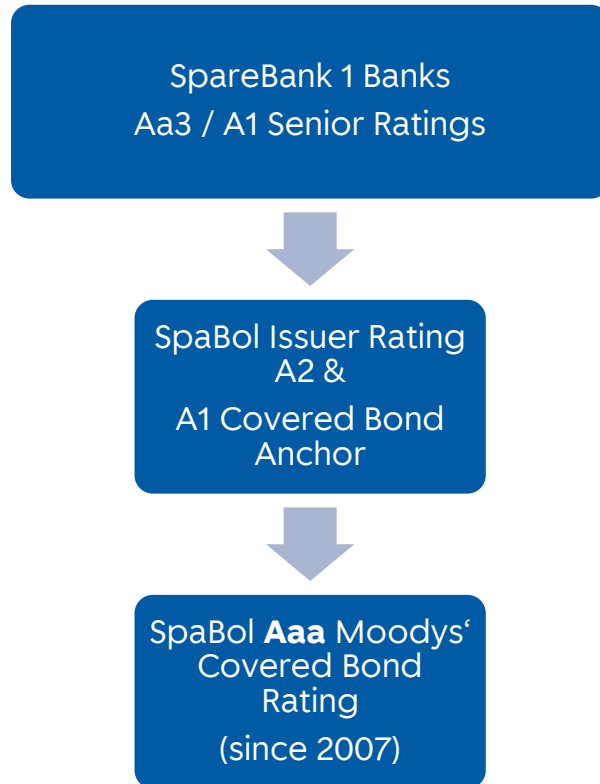 SpareBank 1 Banks
Aa3 / A1 Senior Ratings
SpaBol Issuer Rating
A2 &
A1 Covered Bond
Anchor
SpaBol Aaa Moodys‘
Covered Bond
Rating
(since 2007)